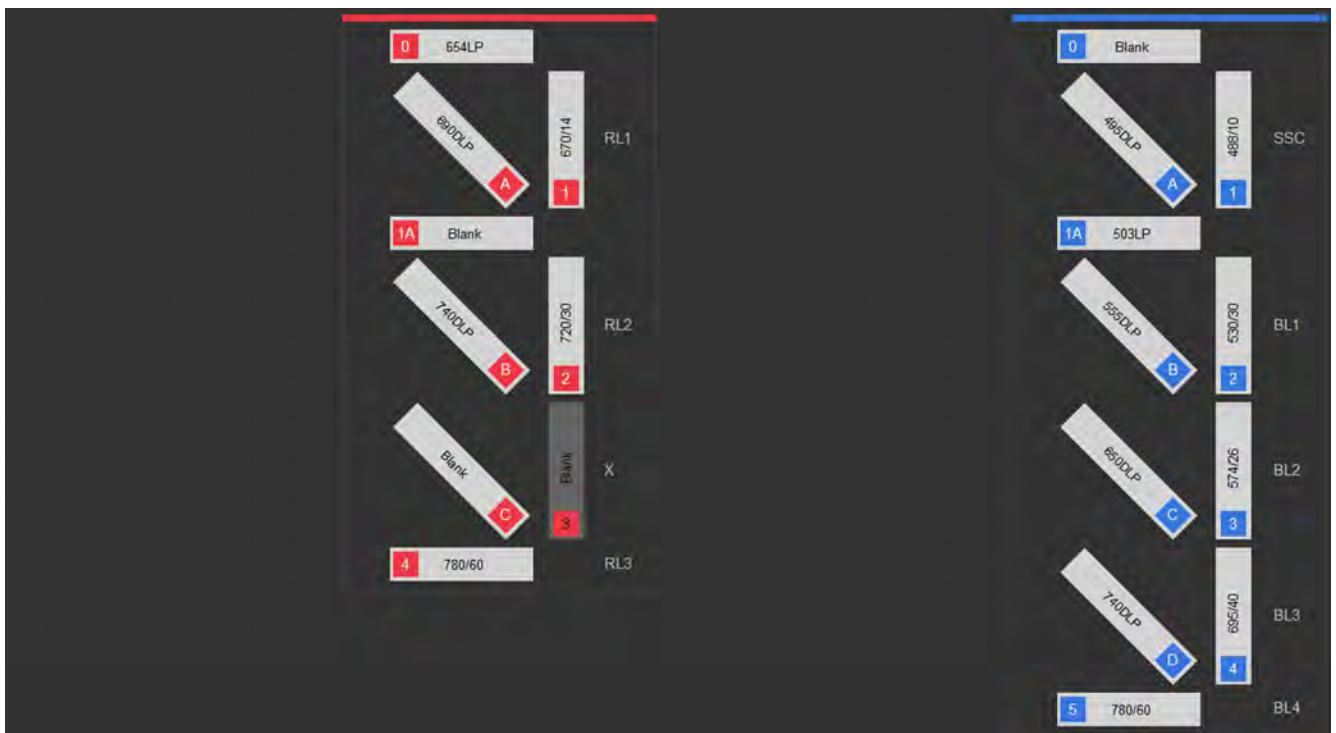 0 654LP
690DLP
A
670/14
1
RL1
1A Blank
740DLP
B
720/30
2
RL2
Blank
C
Blank
3
X
4 780/60
RL3
0 Blank
495DLP
A
488/10
1
SSC
1A 503LP
555DLP
B
530/30
2
BL1
650DLP
C
574/26
3
BL2
740DLP
D
695/40
4
BL3
5 780/60
BL4